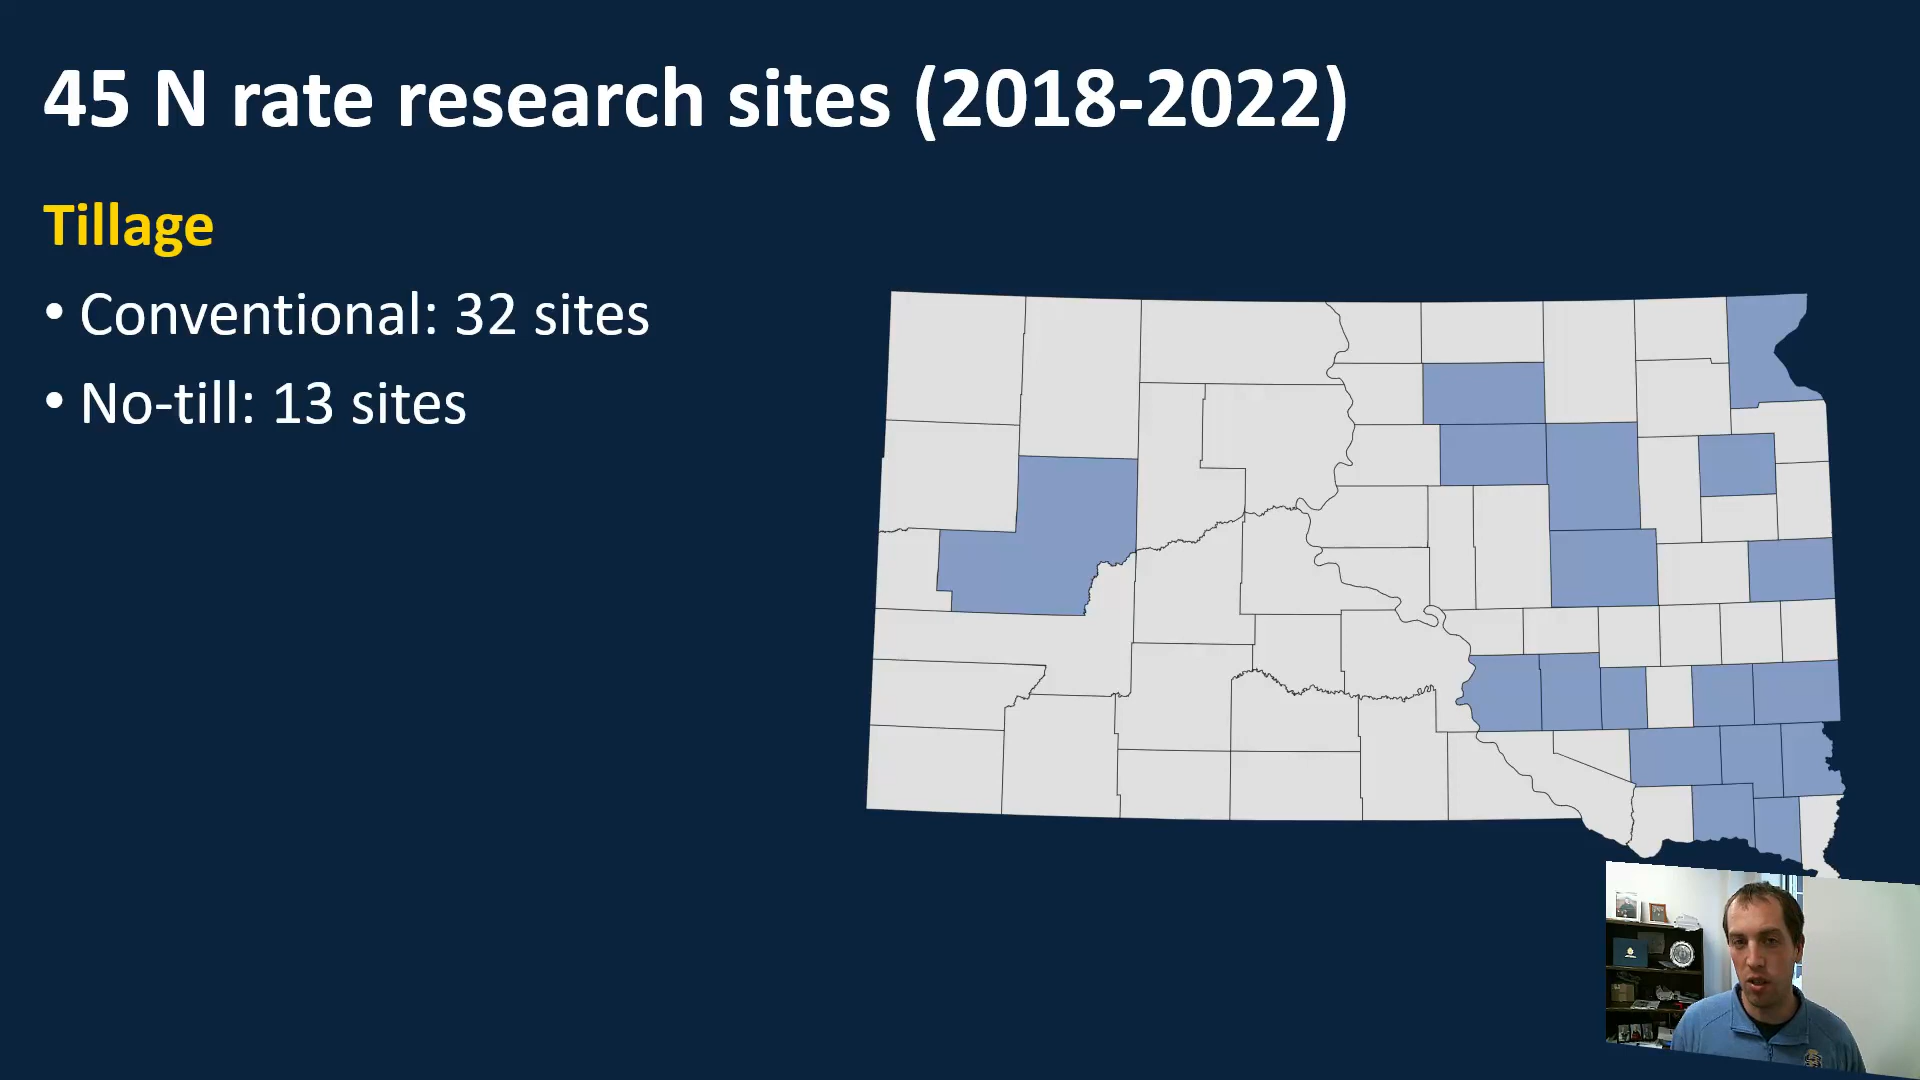 45 N rate research sites (2018-2022)
Tillage
• Conventional: 32 sites
• No-till: 13 sites